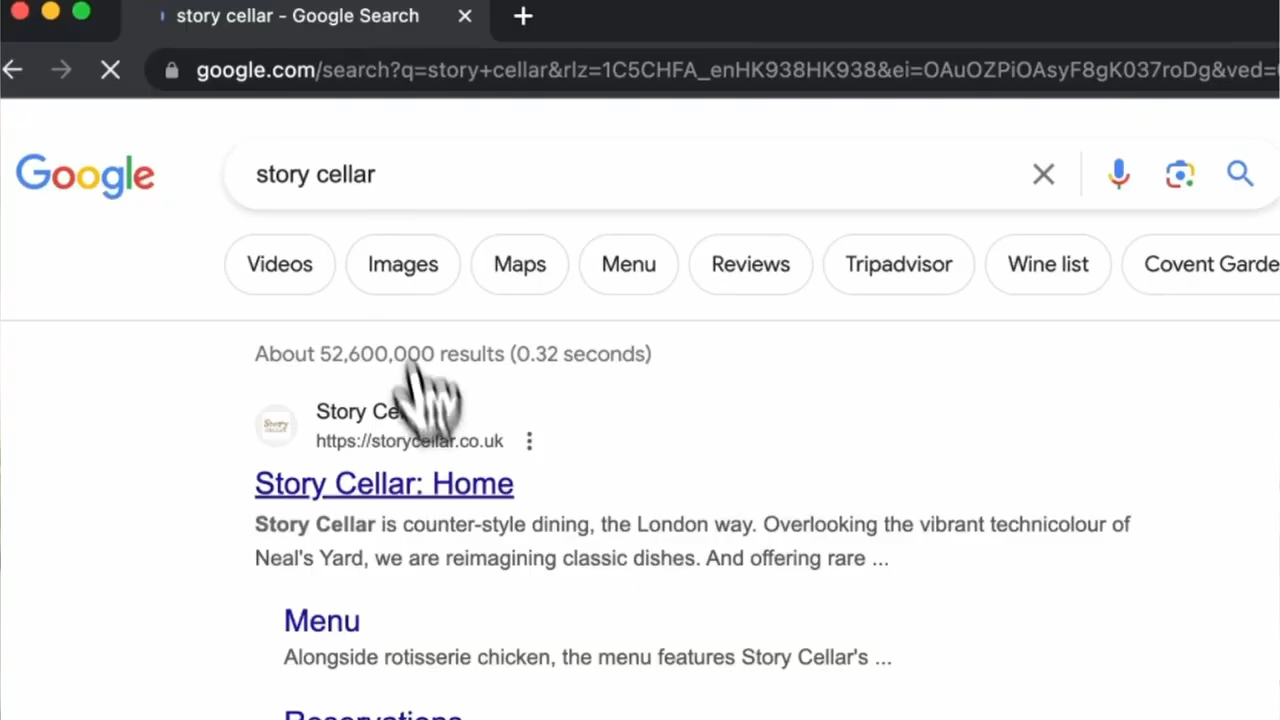 story cellar - Google Search
google.com/search?q=story+cellar&rlz=1C5CHFA_enHK938HK938&ei=OAuOZPiOAsyF8gK037roDg&ved=
Google
story cellar
Videos Images Maps Menu Reviews Tripadvisor Wine list Covent Garde
About 52,600,000 results (0.32 seconds)
Story Ce
Story CELLAR
https://storycellar.co.uk
Story Cellar: Home
Story Cellar is counter-style dining, the London way. Overlooking the vibrant technicolour of
Neal's Yard, we are reimagining classic dishes. And offering rare ...
Menu
Alongside rotisserie chicken, the menu features Story Cellar's ...
Reservations